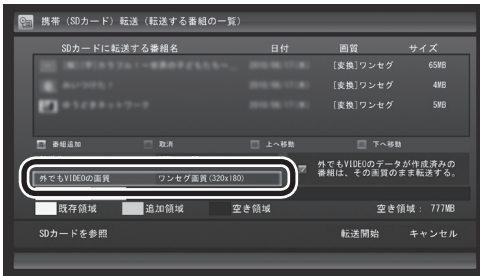 携帯（SDカード）転送（転送する番組の一覧）
SDカードに転送する番組名 日付 画質 サイズ
[変換]ワンセグ 65MB
[変換]ワンセグ 4MB
[変換]ワンセグ 5MB
番組追加 取消 上へ移動 下へ移動
外でもVIDEOの画質 ワンセグ画質(320x180)
外でもVIDEOのデータが作成済みの
番組は、その画質のまま転送する。
既存領域 追加領域 空き領域 空き領域： 777MB
SDカードを参照 転送開始 キャンセル